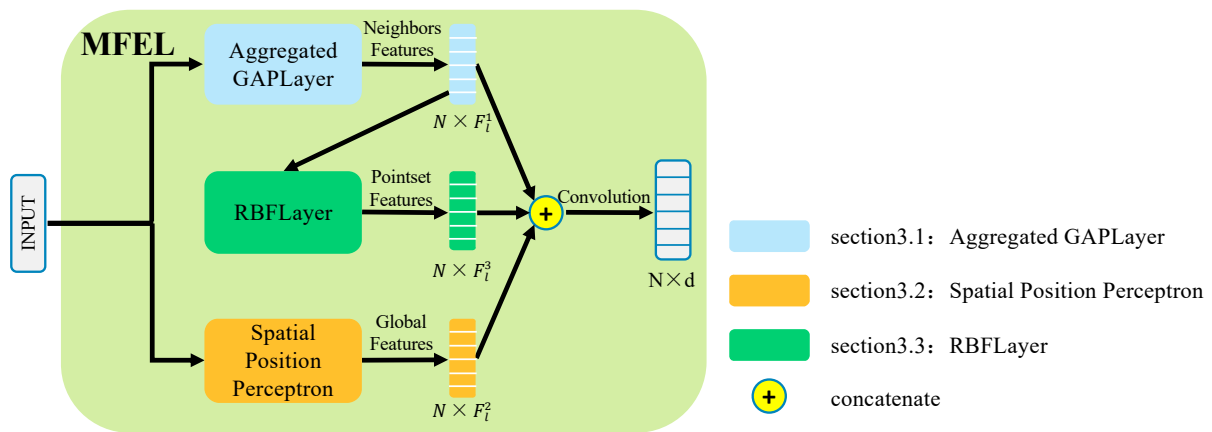 MFEL
INPUT
Aggregated
GAPLayer
Neighbors
Features
N × F_l^1
RBFLayer
Pointset
Features
N × F_l^3
Spatial
Position
Perceptron
Global
Features
N × F_l^2
+
Convolution
N×d
section3.1：Aggregated GAPLayer
section3.2：Spatial Position Perceptron
section3.3：RBFLayer
+
concatenate